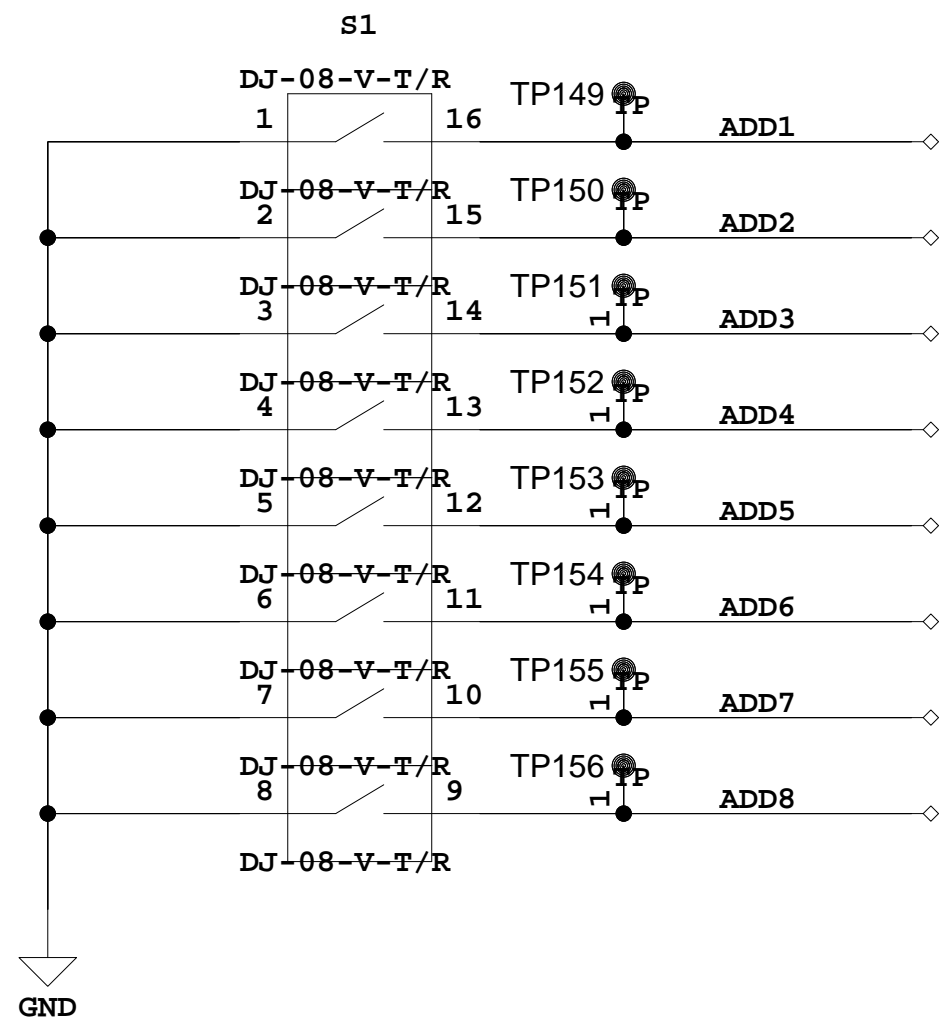 S1
DJ-08-V-T/R
1 16 TP149 TP ADD1
DJ-08-V-T/R
2 15 TP150 TP ADD2
DJ-08-V-T/R
3 14 TP151 TP 1 ADD3
DJ-08-V-T/R
4 13 TP152 TP 1 ADD4
DJ-08-V-T/R
5 12 TP153 TP 1 ADD5
DJ-08-V-T/R
6 11 TP154 TP 1 ADD6
DJ-08-V-T/R
7 10 TP155 TP 1 ADD7
DJ-08-V-T/R
8 9 TP156 TP 1 ADD8
DJ-08-V-T/R
GND